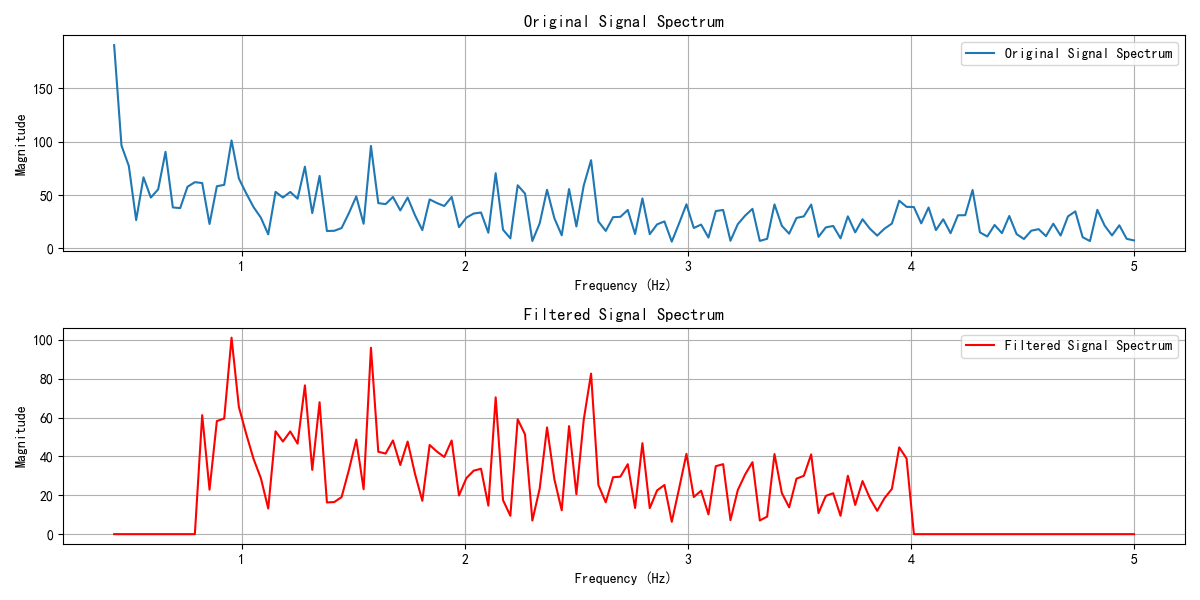 Original Signal Spectrum
Original Signal Spectrum
Magnitude
150
100
50
0
1 2 3 4 5
Frequency (Hz)
Filtered Signal Spectrum
Filtered Signal Spectrum
Magnitude
100
80
60
40
20
0
1 2 3 4 5
Frequency (Hz)